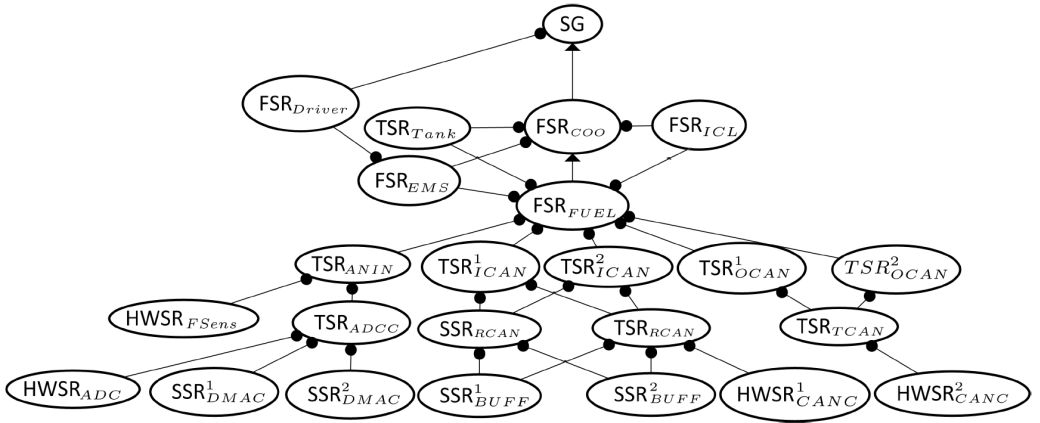 SG
FSR_Driver
TSR_Tank
FSR_COO
FSR_ICL
FSR_EMS
FSR_FUEL
TSR_ANIN
TSR^1_ICAN
TSR^2_ICAN
TSR^1_OCAN
TSR^2_OCAN
HWSR_FSens
TSR_ADCC
SSR_RCAN
TSR_RCAN
TSR_TCAN
HWSR_ADC
SSR^1_DMAC
SSR^2_DMAC
SSR^1_BUFF
SSR^2_BUFF
HWSR^1_CANC
HWSR^2_CANC